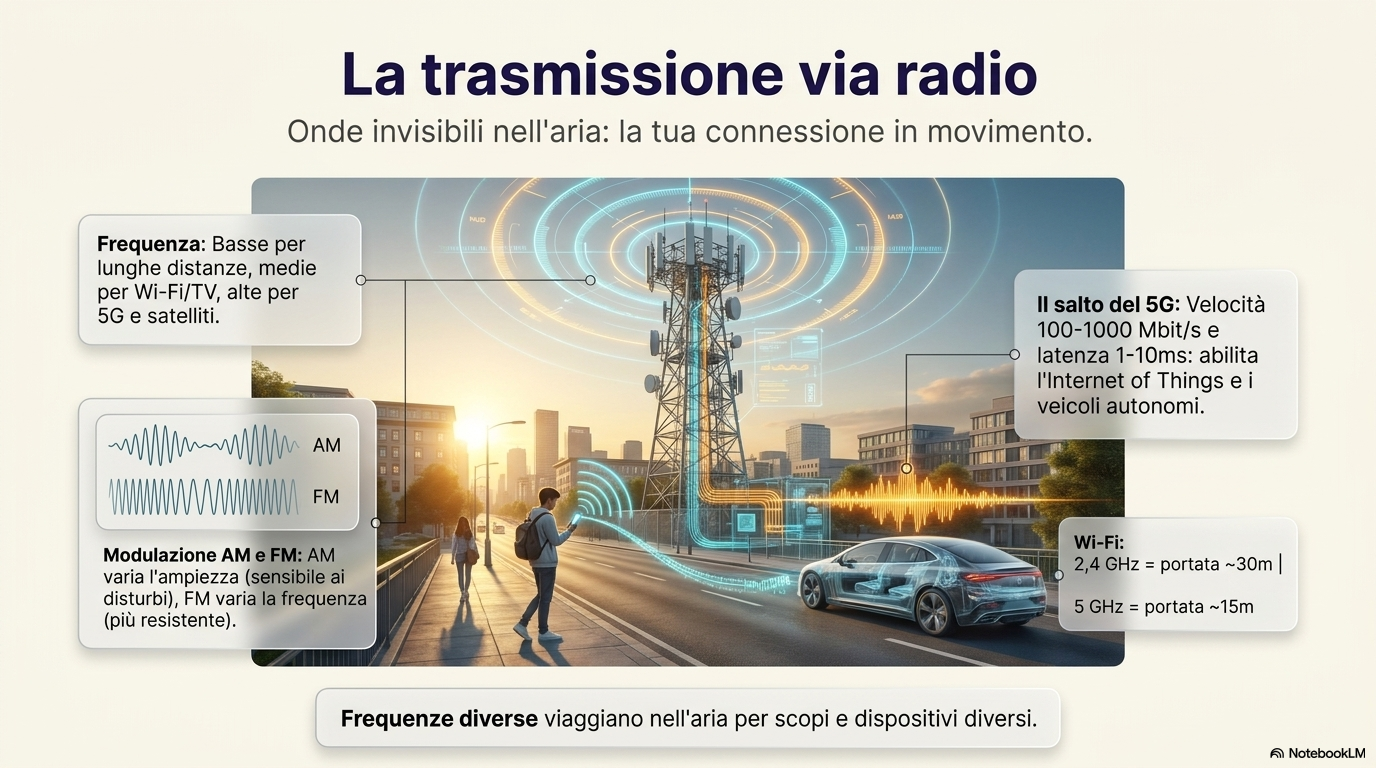 La trasmissione via radio
Onde invisibili nell'aria: la tua connessione in movimento.
Frequenza: Basse per
lunghe distanze, medie
per Wi-Fi/TV, alte per
5G e satelliti.
AM
FM
Modulazione AM e FM: AM
varia l'ampiezza (sensibile ai
disturbi), FM varia la frequenza
(più resistente).
Il salto del 5G: Velocità
100-1000 Mbit/s e
latenza 1-10ms: abilita
l'Internet of Things e i
veicoli autonomi.
Wi-Fi:
2,4 GHz = portata ~30m |
5 GHz = portata ~15m
Frequenze diverse viaggiano nell'aria per scopi e dispositivi diversi.
NotebookLM